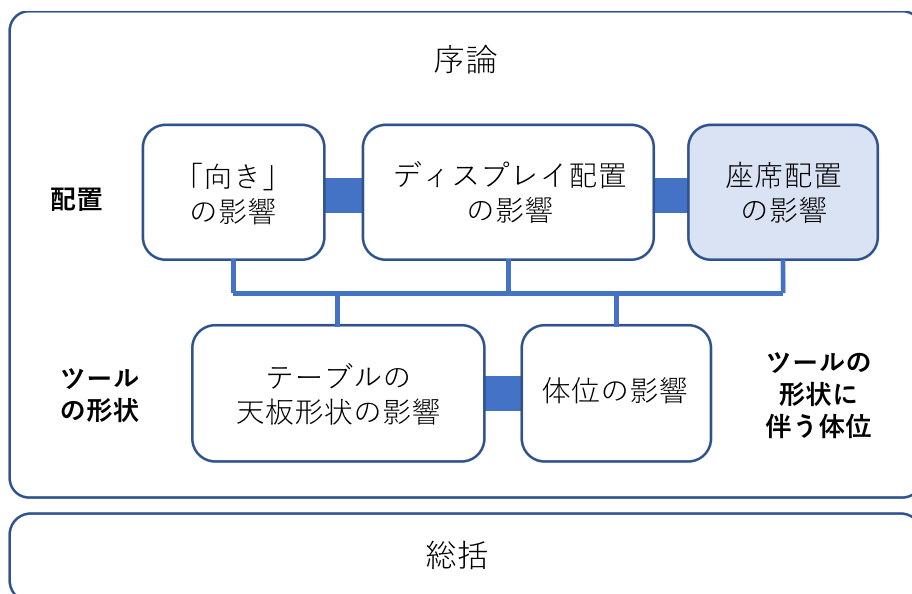 序論
配置
「向き」
の影響
ディスプレイ配置
の影響
座席配置
の影響
ツール
の形状
テーブルの
天板形状の影響
体位の影響
ツールの
形状に
伴う体位
総括